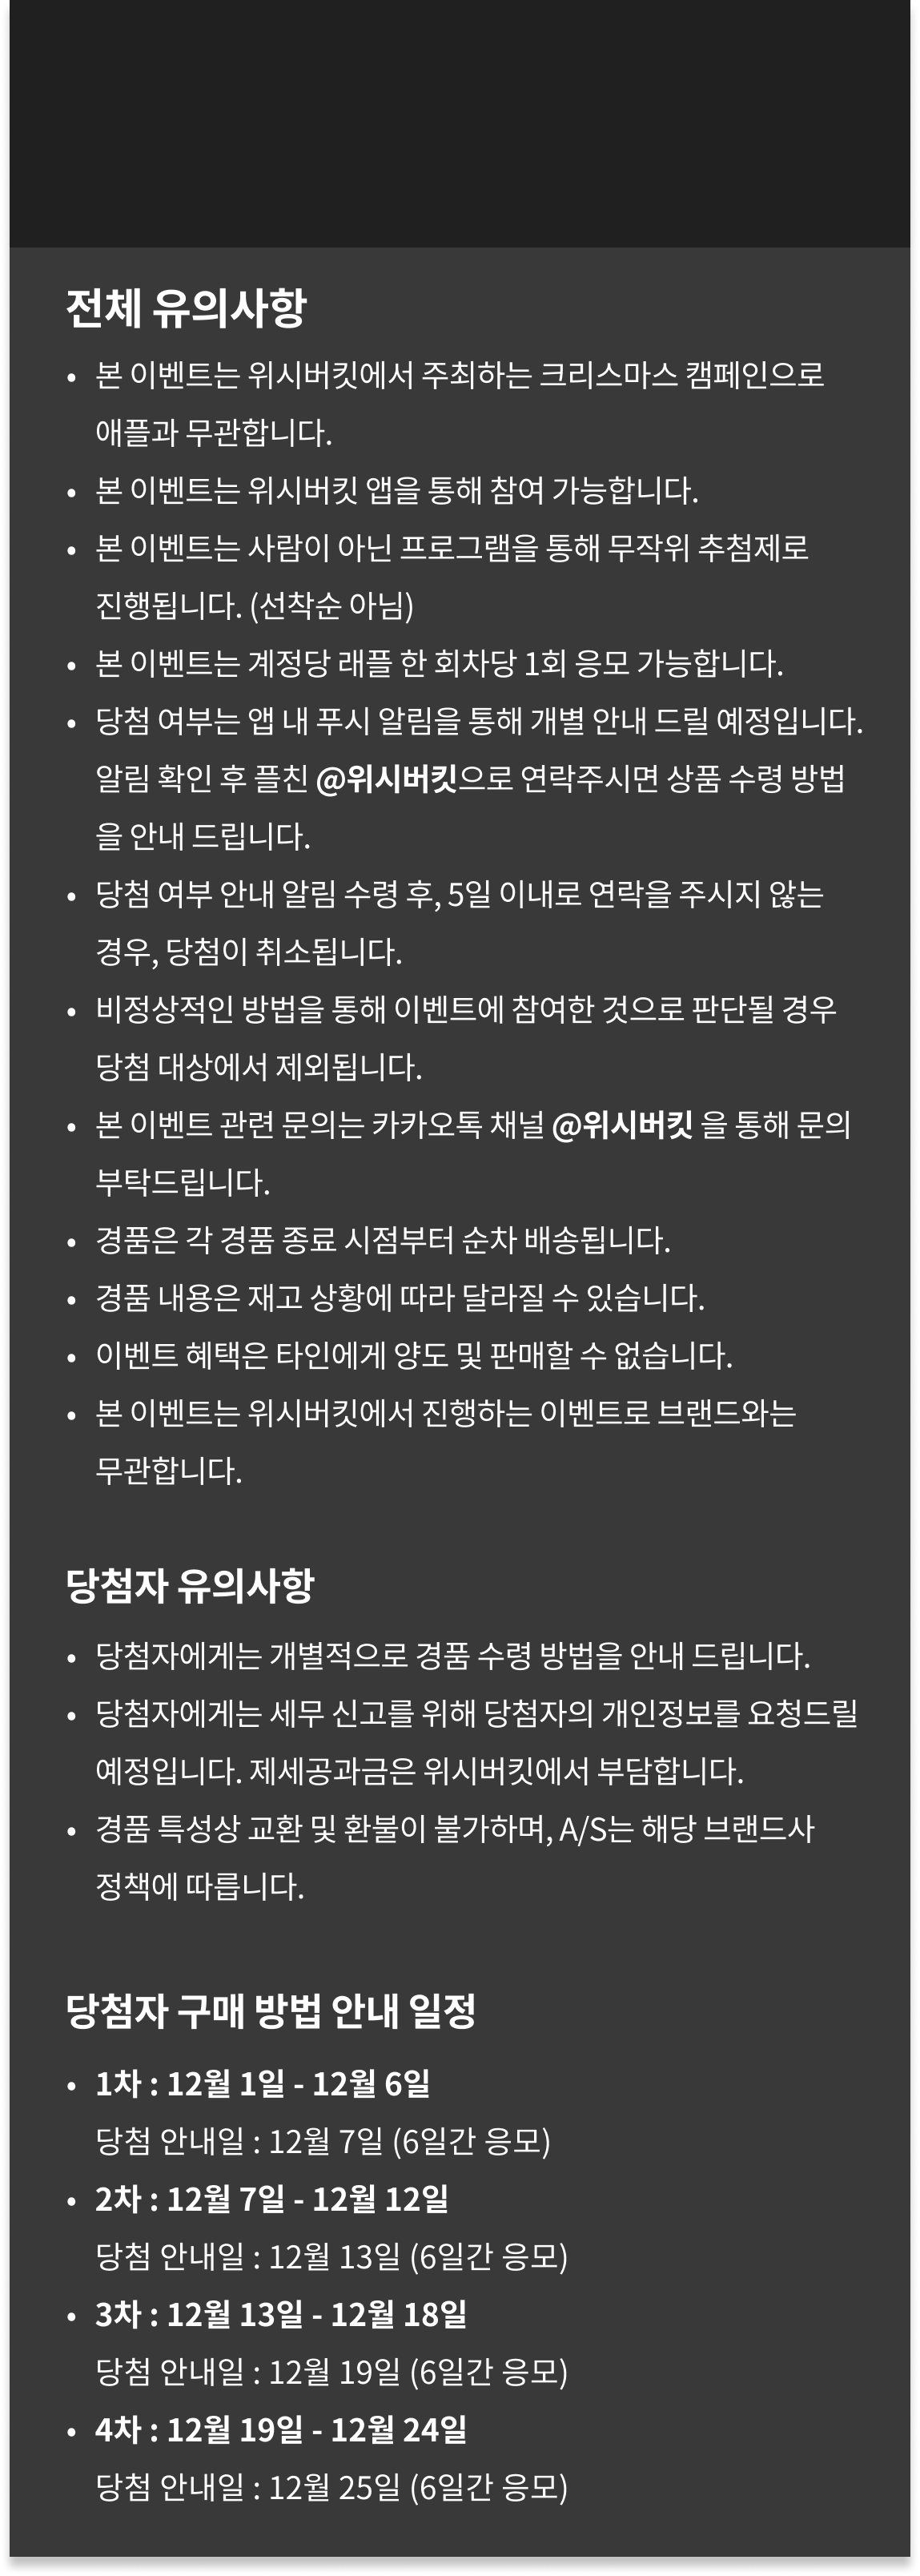 전체 유의사항
• 본 이벤트는 위시버킷에서 주최하는 크리스마스 캠페인으로
애플과 무관합니다.
• 본 이벤트는 위시버킷 앱을 통해 참여 가능합니다.
• 본 이벤트는 사람이 아닌 프로그램을 통해 무작위 추첨제로
진행됩니다. (선착순 아님)
• 본 이벤트는 계정당 래플 한 회차당 1회 응모 가능합니다.
• 당첨 여부는 앱 내 푸시 알림을 통해 개별 안내 드릴 예정입니다.
알림 확인 후 플친 @위시버킷으로 연락주시면 상품 수령 방법
을 안내 드립니다.
• 당첨 여부 안내 알림 수령 후, 5일 이내로 연락을 주시지 않는
경우, 당첨이 취소됩니다.
• 비정상적인 방법을 통해 이벤트에 참여한 것으로 판단될 경우
당첨 대상에서 제외됩니다.
• 본 이벤트 관련 문의는 카카오톡 채널 @위시버킷 을 통해 문의
부탁드립니다.
• 경품은 각 경품 종료 시점부터 순차 배송됩니다.
• 경품 내용은 재고 상황에 따라 달라질 수 있습니다.
• 이벤트 혜택은 타인에게 양도 및 판매할 수 없습니다.
• 본 이벤트는 위시버킷에서 진행하는 이벤트로 브랜드와는
무관합니다.
당첨자 유의사항
• 당첨자에게는 개별적으로 경품 수령 방법을 안내 드립니다.
• 당첨자에게는 세무 신고를 위해 당첨자의 개인정보를 요청드릴
예정입니다. 제세공과금은 위시버킷에서 부담합니다.
• 경품 특성상 교환 및 환불이 불가하며, A/S는 해당 브랜드사
정책에 따릅니다.
당첨자 구매 방법 안내 일정
• 1차 : 12월 1일 - 12월 6일
당첨 안내일 : 12월 7일 (6일간 응모)
• 2차 : 12월 7일 - 12월 12일
당첨 안내일 : 12월 13일 (6일간 응모)
• 3차 : 12월 13일 - 12월 18일
당첨 안내일 : 12월 19일 (6일간 응모)
• 4차 : 12월 19일 - 12월 24일
당첨 안내일 : 12월 25일 (6일간 응모)